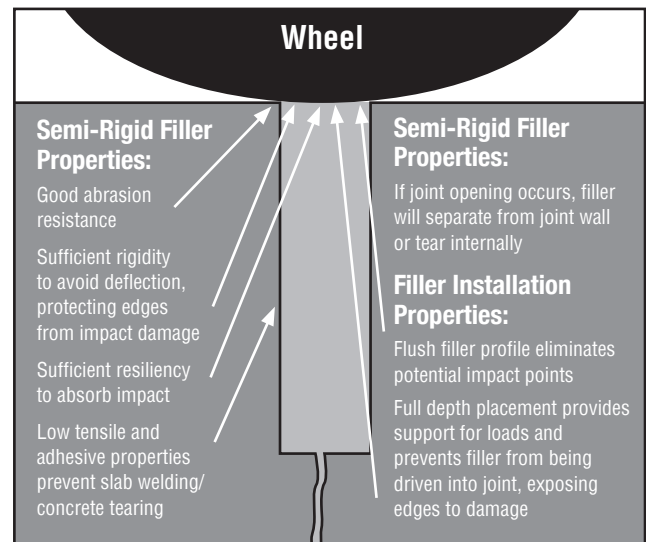 Wheel
Semi-Rigid Filler
Properties:
Good abrasion
resistance
Sufficient rigidity
to avoid deflection,
protecting edges
from impact damage
Sufficient resiliency
to absorb impact
Low tensile and
adhesive properties
prevent slab welding/
concrete tearing
Semi-Rigid Filler
Properties:
If joint opening occurs, filler
will separate from joint wall
or tear internally
Filler Installation
Properties:
Flush filler profile eliminates
potential impact points
Full depth placement provides
support for loads and
prevents filler from being
driven into joint, exposing
edges to damage